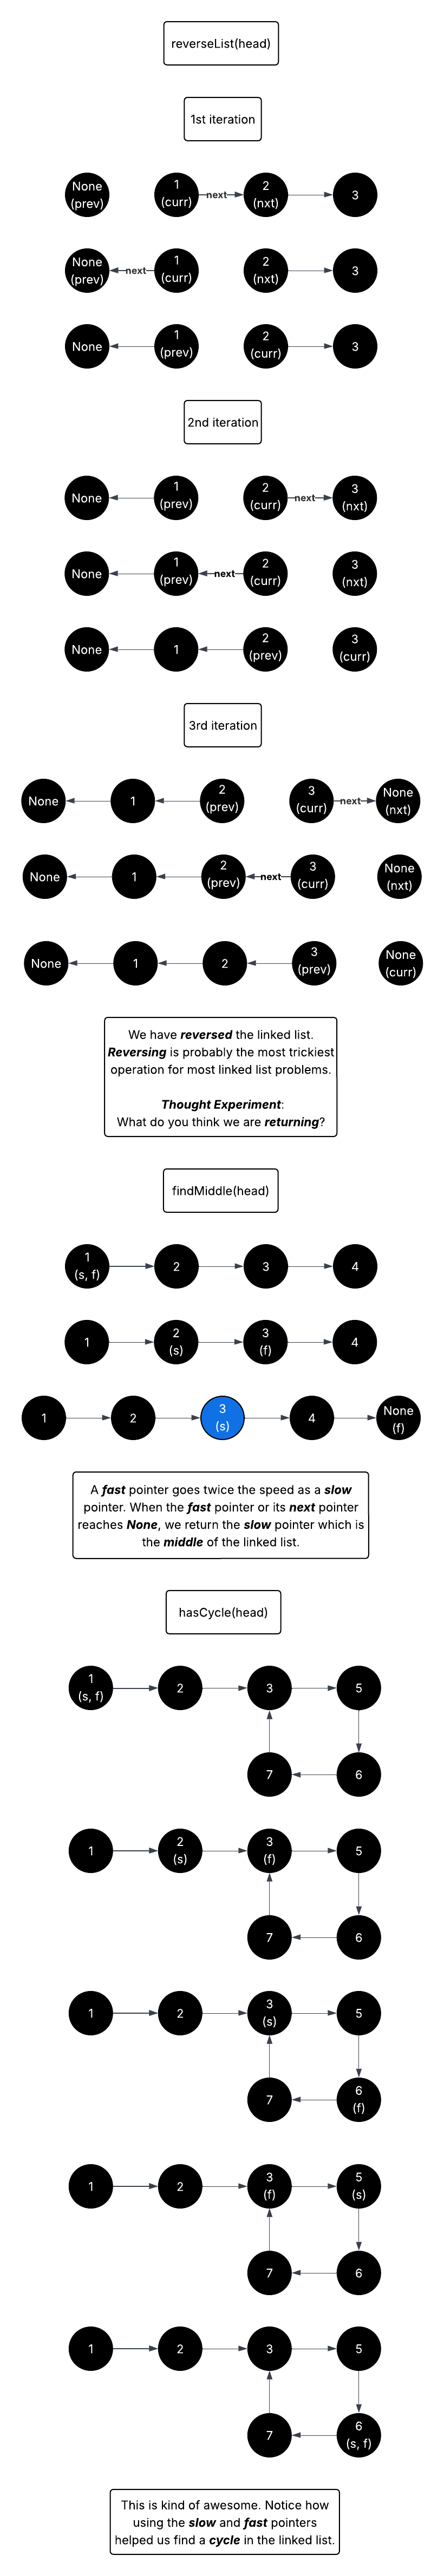 reverseList(head)
1st iteration
None
(prev)
1
(curr)
next
2
(nxt)
3
None
(prev)
next
1
(curr)
2
(nxt)
3
None
1
(prev)
2
(curr)
3
2nd iteration
None
1
(prev)
2
(curr)
next
3
(nxt)
None
1
(prev)
next
2
(curr)
3
(nxt)
None
1
2
(prev)
3
(curr)
3rd iteration
None
1
2
(prev)
3
(curr)
next
None
(nxt)
None
1
2
(prev)
next
3
(curr)
None
(nxt)
None
1
2
3
(prev)
None
(curr)
We have reversed the linked list.
Reversing is probably the most trickiest
operation for most linked list problems.
Thought Experiment:
What do you think we are returning?
findMiddle(head)
1
(s, f)
2
3
4
1
2
(s)
3
(f)
4
1
2
3
(s)
4
None
(f)
A fast pointer goes twice the speed as a slow
pointer. When the fast pointer or its next pointer
reaches None, we return the slow pointer which is
the middle of the linked list.
hasCycle(head)
1
(s, f)
2
3
5
7
6
1
2
(s)
3
(f)
5
7
6
1
2
3
(s)
5
7
6
(f)
1
2
3
(f)
5
(s)
7
6
1
2
3
5
7
6
(s, f)
This is kind of awesome. Notice how
using the slow and fast pointers
helped us find a cycle in the linked list.